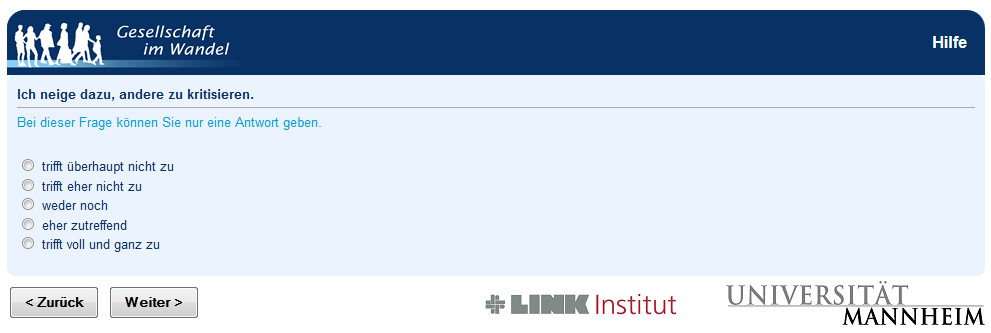 Gesellschaft
im Wandel
Hilfe
Ich neige dazu, andere zu kritisieren.
Bei dieser Frage können Sie nur eine Antwort geben.
trifft überhaupt nicht zu
trifft eher nicht zu
weder noch
eher zutreffend
trifft voll und ganz zu
< Zurück
Weiter >
LINK Institut
UNIVERSITÄT
MANNHEIM